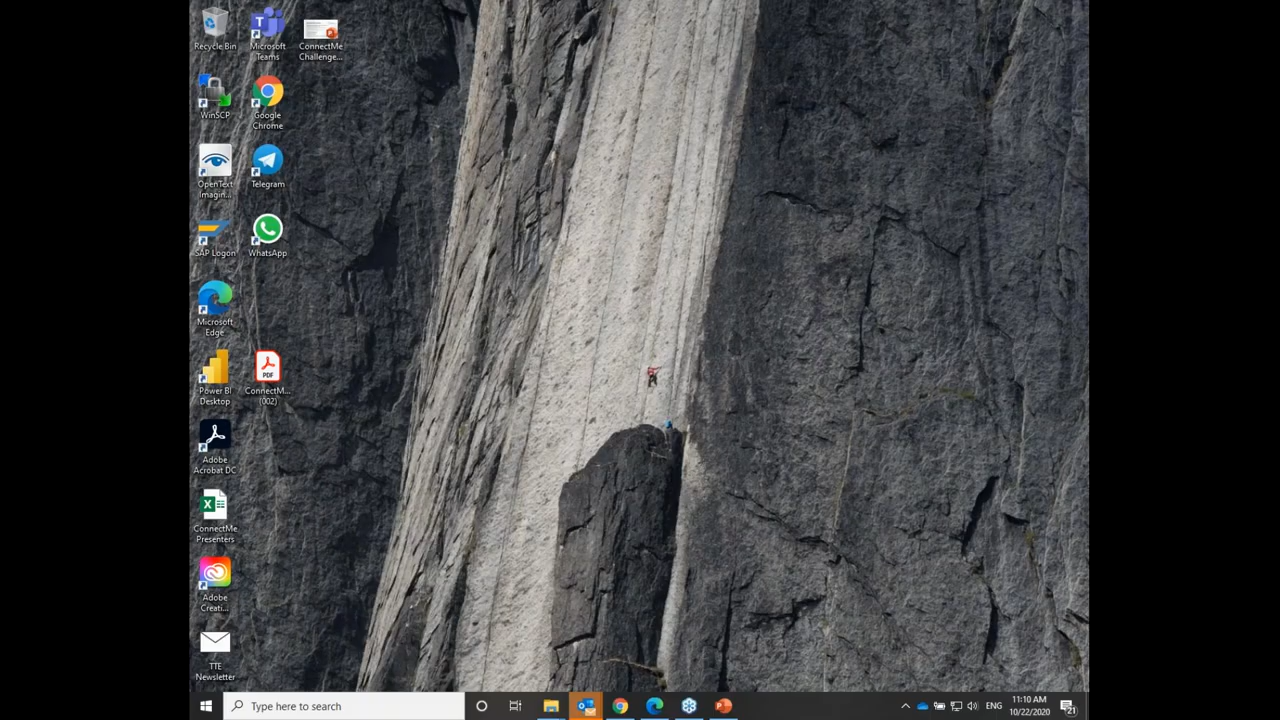 Recycle Bin
Microsoft
Teams
ConnectMe
Challenge...
WinSCP
Google
Chrome
OpenText
Imagin...
Telegram
SAP Logon
WhatsApp
Microsoft
Edge
Power BI
Desktop
PDF
ConnectM...
(002)
Adobe
Acrobat DC
ConnectMe
Presenters
Adobe
Creati...
TTE
Newsletter
Type here to search
ENG
11:10 AM
10/22/2020
21